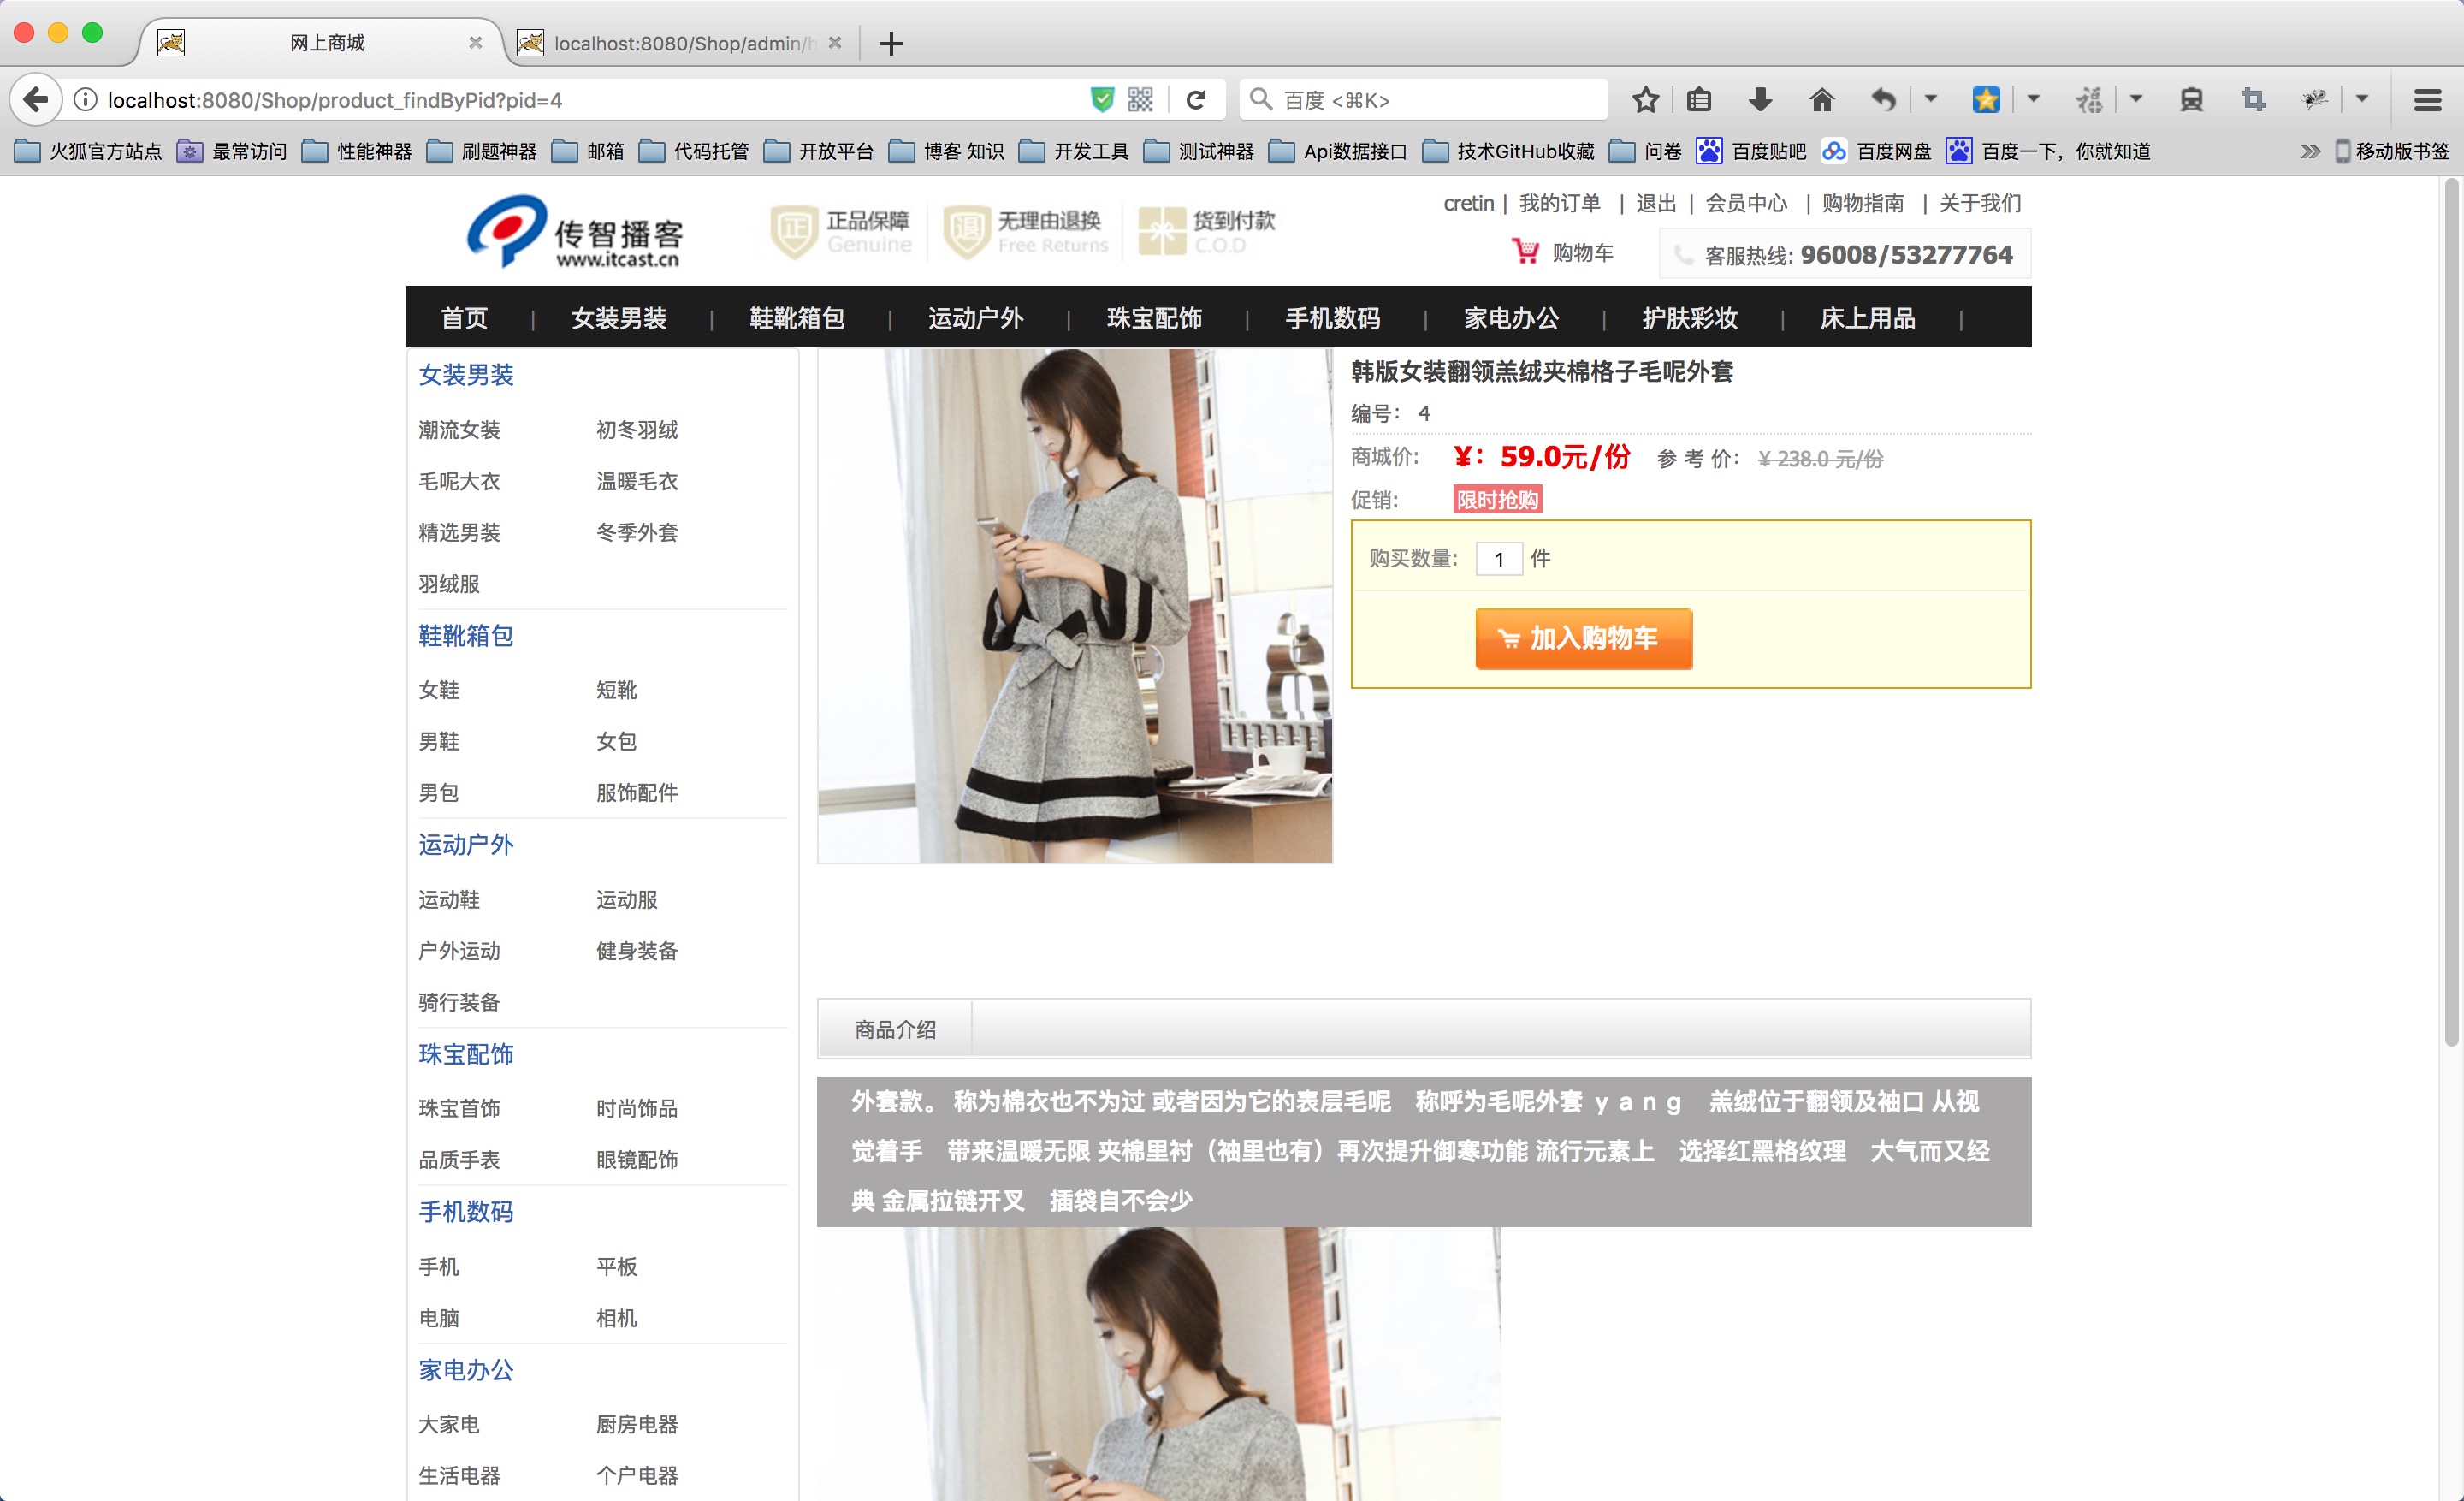 网上商城
localhost:8080/Shop/admin/h
localhost:8080/Shop/product_findByPid?pid=4
百度 <⌘K>
火狐官方站点 最常访问 性能神器 刷题神器 邮箱 代码托管 开放平台 博客 知识 开发工具 测试神器 Api数据接口 技术GitHub收藏 问卷 百度贴吧 百度网盘 百度一下，你就知道 移动版书签
传智播客
www.itcast.cn
正 正品保障
Genuine
退 无理由退换
Free Returns
货到付款
C.O.D
cretin | 我的订单 | 退出 | 会员中心 | 购物指南 | 关于我们
购物车
客服热线: 96008/53277764
首页 | 女装男装 | 鞋靴箱包 | 运动户外 | 珠宝配饰 | 手机数码 | 家电办公 | 护肤彩妆 | 床上用品 |
女装男装
潮流女装 初冬羽绒
毛呢大衣 温暖毛衣
精选男装 冬季外套
羽绒服
鞋靴箱包
女鞋 短靴
男鞋 女包
男包 服饰配件
运动户外
运动鞋 运动服
户外运动 健身装备
骑行装备
珠宝配饰
珠宝首饰 时尚饰品
品质手表 眼镜配饰
手机数码
手机 平板
电脑 相机
家电办公
大家电 厨房电器
生活电器 个户电器
韩版女装翻领羔绒夹棉格子毛呢外套
编号： 4
商城价: ¥：59.0元/份 参 考 价： ¥ 238.0 元/份
促销: 限时抢购
购买数量: 1 件
加入购物车
商品介绍
外套款。 称为棉衣也不为过 或者因为它的表层毛呢　称呼为毛呢外套 ｙａｎｇ　羔绒位于翻领及袖口 从视
觉着手　带来温暖无限 夹棉里衬（袖里也有）再次提升御寒功能 流行元素上　选择红黑格纹理　大气而又经
典 金属拉链开叉　插袋自不会少